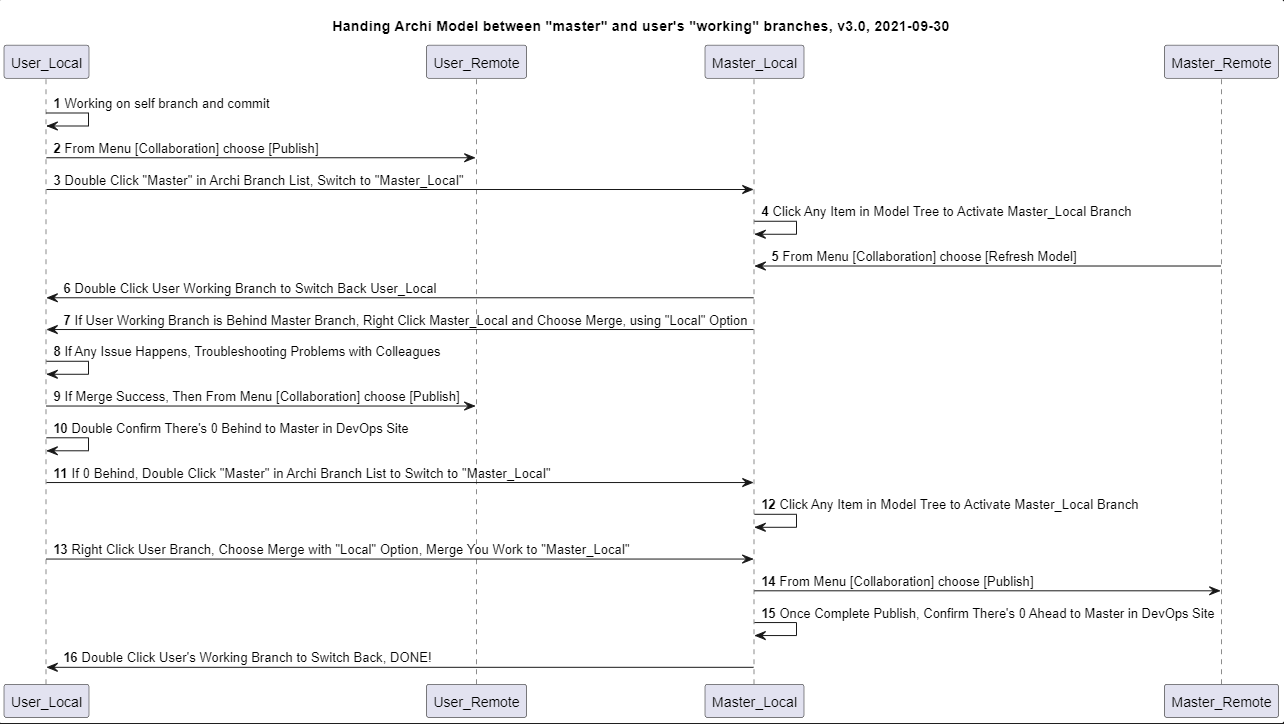 Handing Archi Model between "master" and user's "working" branches, v3.0, 2021-09-30
User_Local
User_Remote
Master_Local
Master_Remote
1 Working on self branch and commit
2 From Menu [Collaboration] choose [Publish]
3 Double Click "Master" in Archi Branch List, Switch to "Master_Local"
4 Click Any Item in Model Tree to Activate Master_Local Branch
5 From Menu [Collaboration] choose [Refresh Model]
6 Double Click User Working Branch to Switch Back User_Local
7 If User Working Branch is Behind Master Branch, Right Click Master_Local and Choose Merge, using "Local" Option
8 If Any Issue Happens, Troubleshooting Problems with Colleagues
9 If Merge Success, Then From Menu [Collaboration] choose [Publish]
10 Double Confirm There's 0 Behind to Master in DevOps Site
11 If 0 Behind, Double Click "Master" in Archi Branch List to Switch to "Master_Local"
12 Click Any Item in Model Tree to Activate Master_Local Branch
13 Right Click User Branch, Choose Merge with "Local" Option, Merge You Work to "Master_Local"
14 From Menu [Collaboration] choose [Publish]
15 Once Complete Publish, Confirm There's 0 Ahead to Master in DevOps Site
16 Double Click User's Working Branch to Switch Back, DONE!
User_Local
User_Remote
Master_Local
Master_Remote